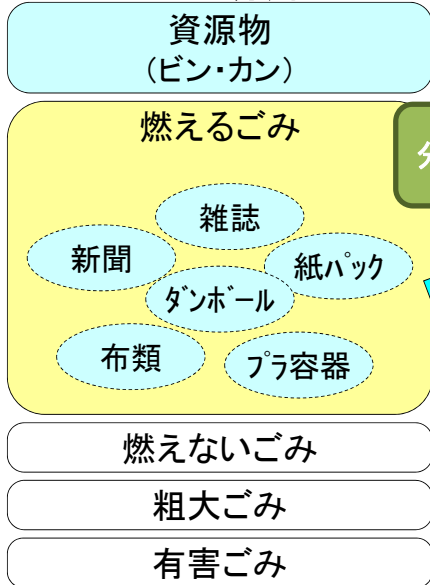 資源物
（ビン・カン）
燃えるごみ
雑誌
新聞
紙ﾊﾟｯｸ
ﾀﾞﾝﾎﾞｰﾙ
布類
ﾌﾟﾗ容器
燃えないごみ
粗大ごみ
有害ごみ